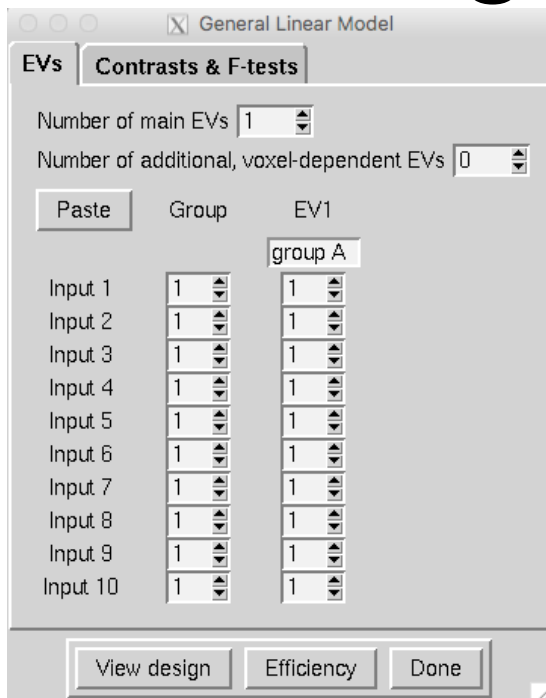 General Linear Model
EVs Contrasts & F-tests
Number of main EVs 1
Number of additional, voxel-dependent EVs 0
Paste Group EV1
group A
Input 1 1 1
Input 2 1 1
Input 3 1 1
Input 4 1 1
Input 5 1 1
Input 6 1 1
Input 7 1 1
Input 8 1 1
Input 9 1 1
Input 10 1 1
View design Efficiency Done